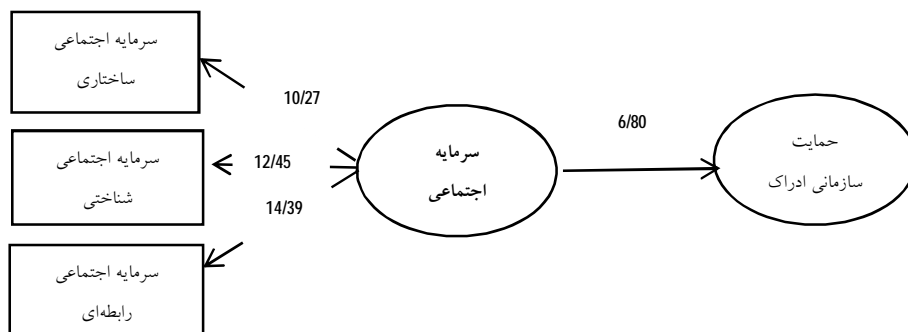 سرمایه اجتماعی
ساختاری
10/27
6/80
سرمایه اجتماعی
شناختی
12/45
سرمایه
اجتماعی
حمایت
سازمانی ادراک
14/39
سرمایه اجتماعی
رابطه‌ای